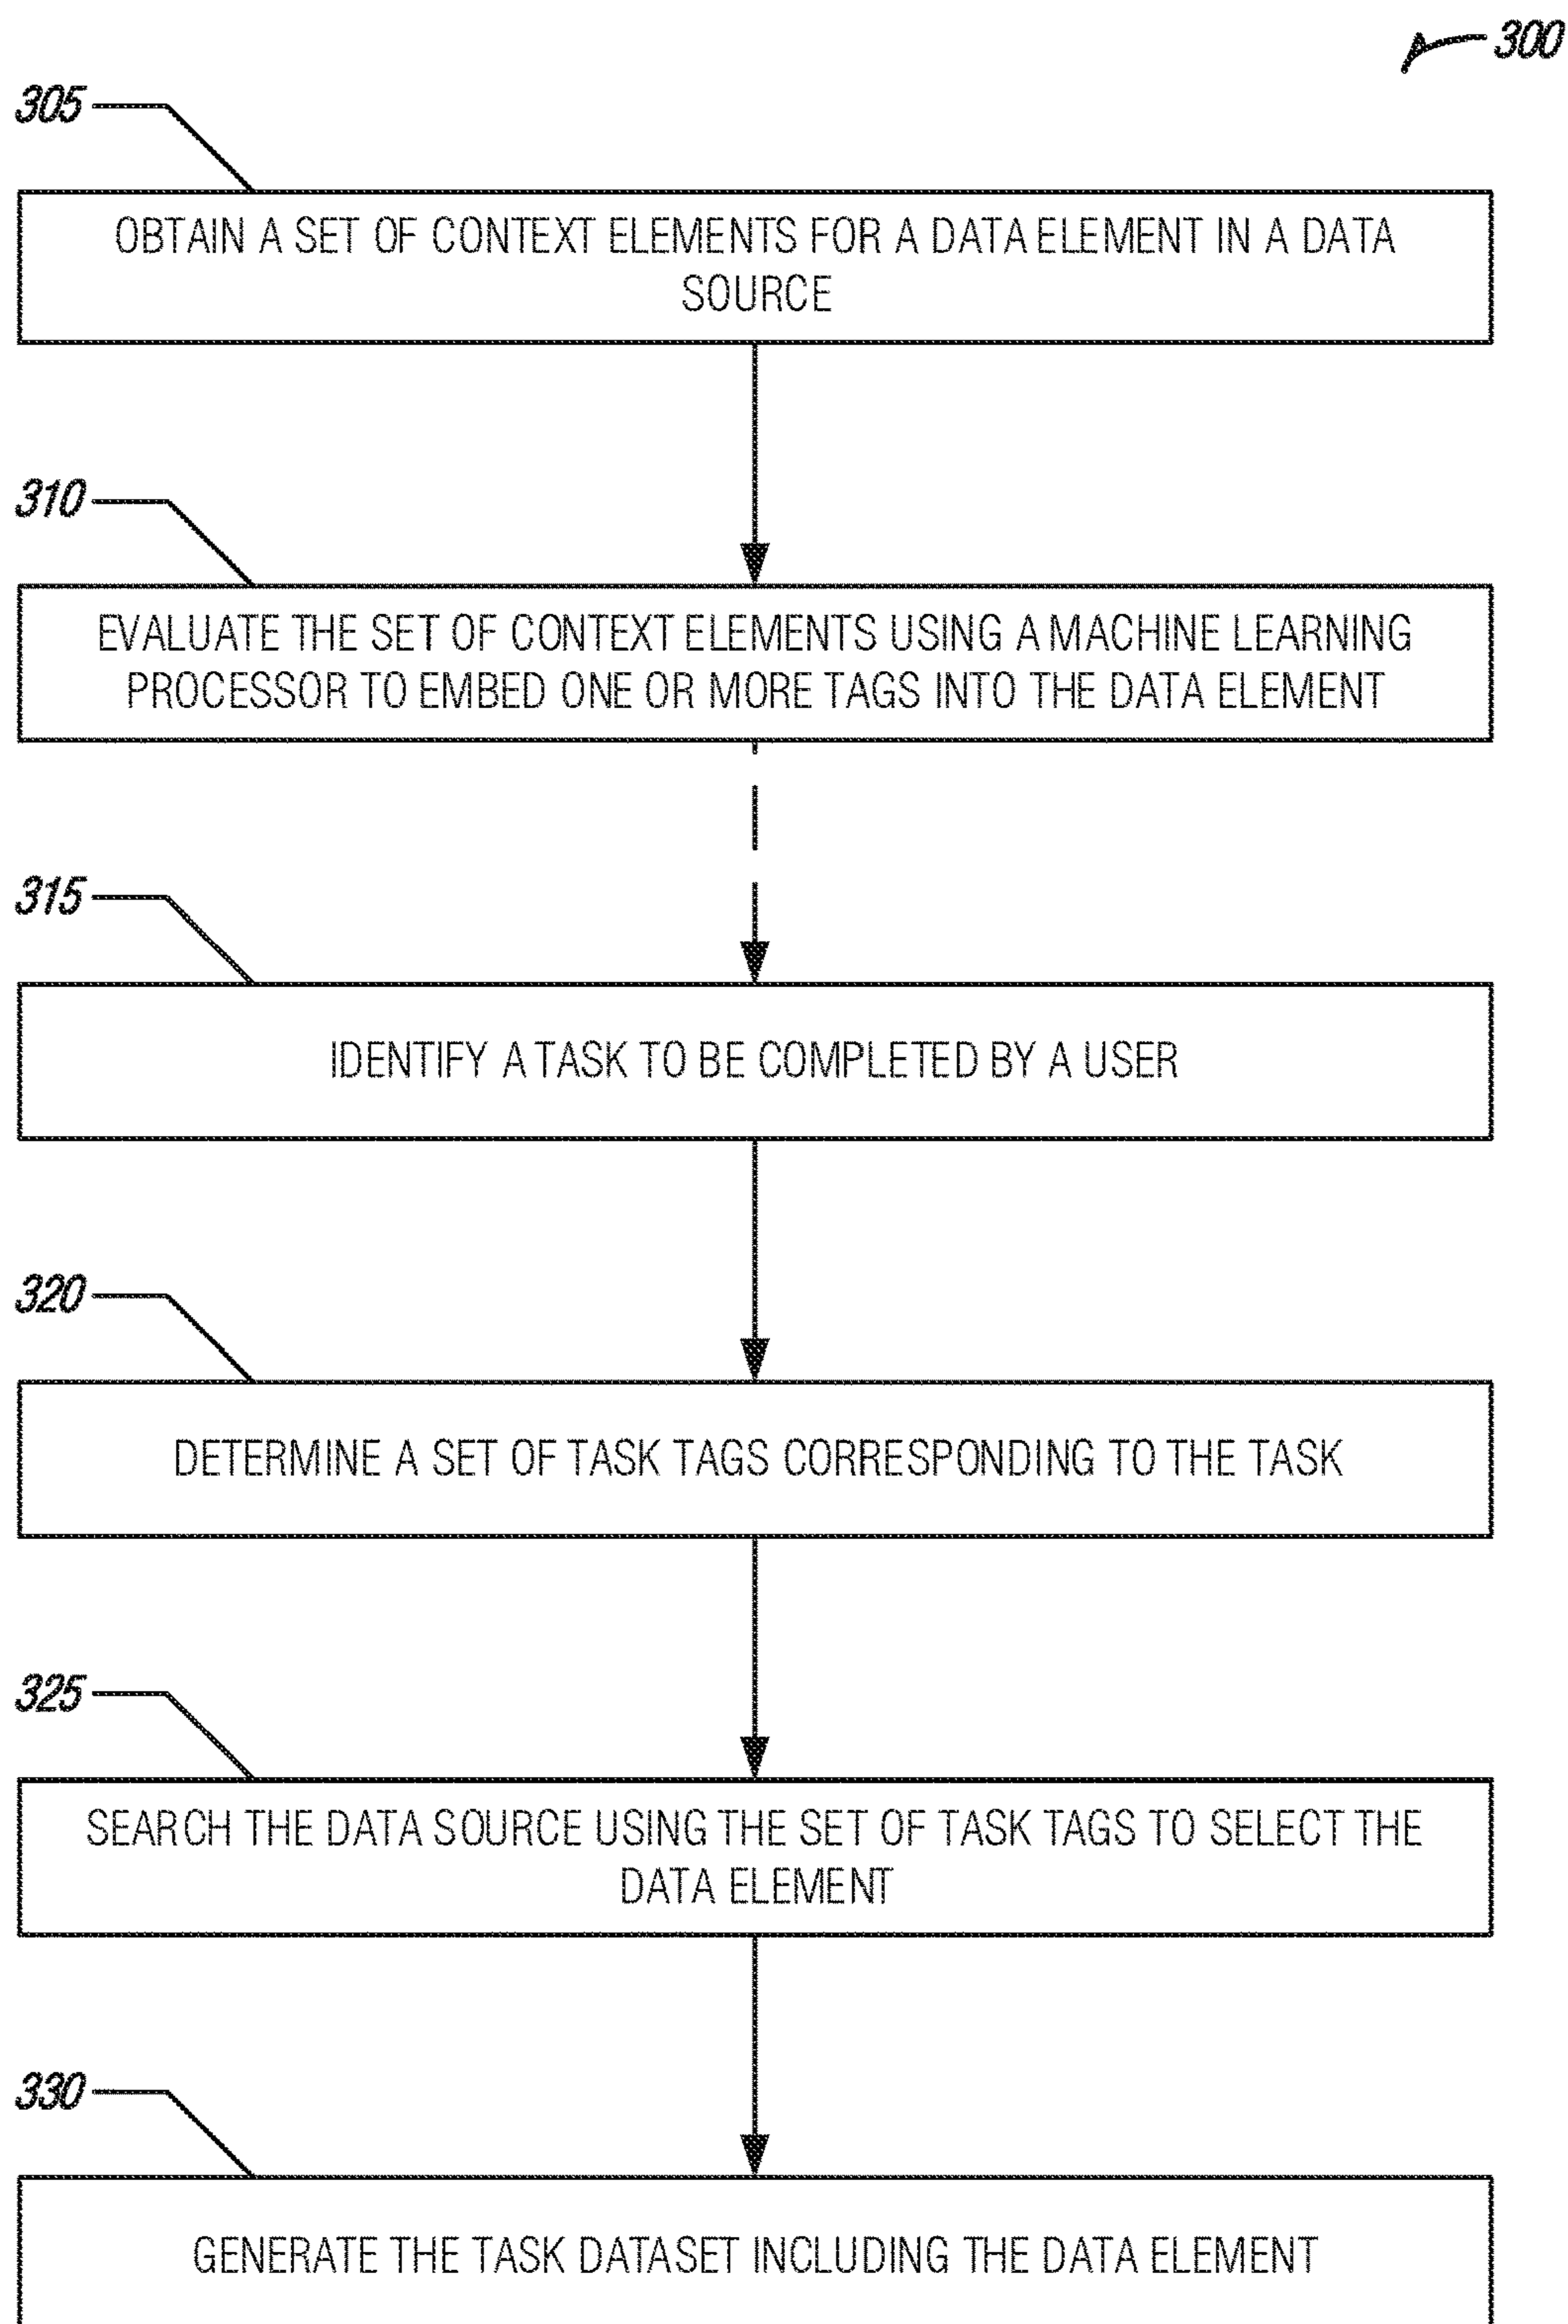 300
305
OBTAIN A SET OF CONTEXT ELEMENTS FOR A DATA ELEMENT IN A DATA
SOURCE
310
EVALUATE THE SET OF CONTEXT ELEMENTS USING A MACHINE LEARNING
PROCESSOR TO EMBED ONE OR MORE TAGS INTO THE DATA ELEMENT
315
IDENTIFY A TASK TO BE COMPLETED BY A USER
320
DETERMINE A SET OF TASK TAGS CORRESPONDING TO THE TASK
325
SEARCH THE DATA SOURCE USING THE SET OF TASK TAGS TO SELECT THE
DATA ELEMENT
330
GENERATE THE TASK DATASET INCLUDING THE DATA ELEMENT